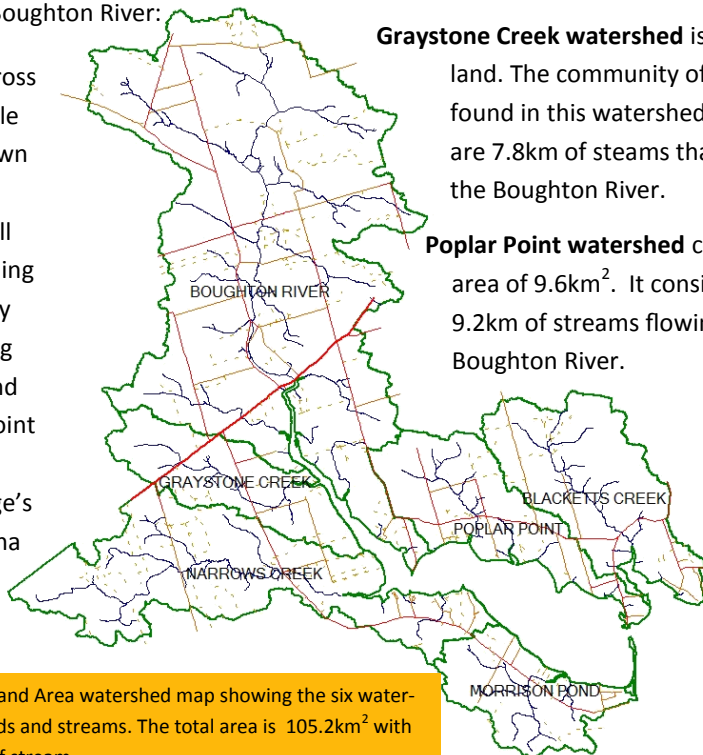 Boughton River:
ross
le
wn
ll
ing
y
g
nd
oint
ge's
na
Graystone Creek watershed is
land. The community of
found in this watershed
are 7.8km of steams tha
the Boughton River.
Poplar Point watershed c
area of 9.6km². It consi
9.2km of streams flowin
Boughton River.
BOUGHTON RIVER
GRAYSTONE CREEK
NARROWS CREEK
POPLAR POINT
BLACKETTS CREEK
MORRISON POND
and Area watershed map showing the six water-
ds and streams. The total area is 105.2km² with
f stream